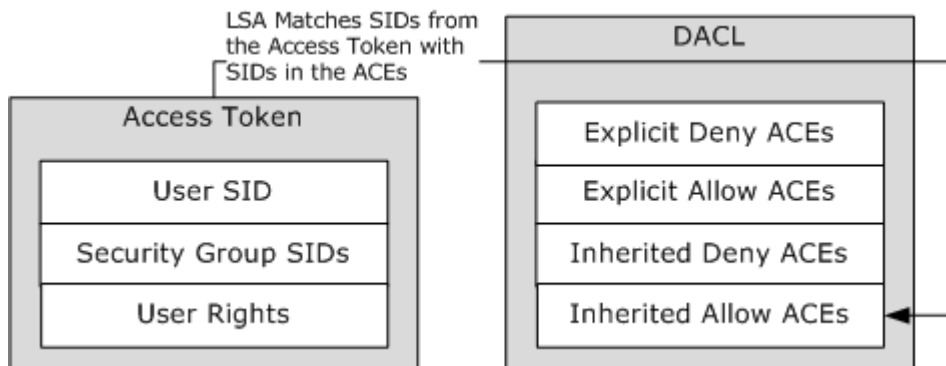 LSA Matches SIDs from
the Access Token with
SIDs in the ACEs
Access Token
User SID
Security Group SIDs
User Rights
DACL
Explicit Deny ACEs
Explicit Allow ACEs
Inherited Deny ACEs
Inherited Allow ACEs